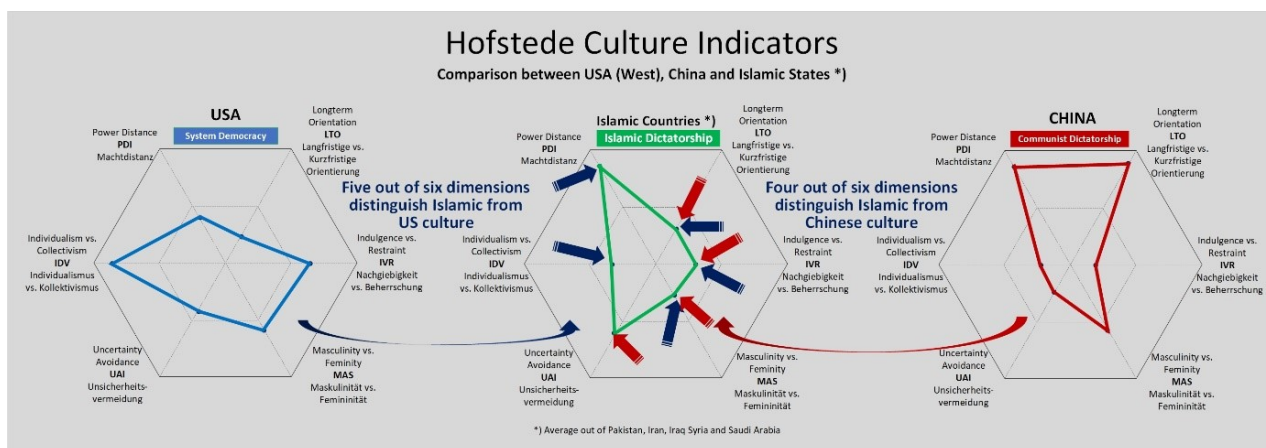 Hofstede Culture Indicators
Comparison between USA (West), China and Islamic States *)
USA
System Democracy
Power Distance
PDI
Machtdistanz
Longterm
Orientation
LTO
Langfristige vs.
Kurzfristige
Orientierung
Individualism vs.
Collectivism
IDV
Individualismus
vs. Kollektivismus
Indulgence vs.
Restraint
IVR
Nachgiebigkeit
vs. Beherrschung
Uncertainty
Avoidance
UAI
Unsicherheits-
vermeidung
Masculinity vs.
Feminity
MAS
Maskulinität vs.
Femininität
Five out of six dimensions
distinguish Islamic from
US culture
Islamic Countries *)
Islamic Dictatorship
Power Distance
PDI
Machtdistanz
Longterm
Orientation
LTO
Langfristige vs.
Kurzfristige
Orientierung
Individualism vs.
Collectivism
IDV
Individualismus
vs. Kollektivismus
Indulgence vs.
Restraint
IVR
Nachgiebigkeit
vs. Beherrschung
Uncertainty
Avoidance
UAI
Unsicherheits-
vermeidung
Masculinity vs.
Feminity
MAS
Maskulinität vs.
Femininität
Four out of six dimensions
distinguish Islamic from
Chinese culture
CHINA
Communist Dictatorship
Power Distance
PDI
Machtdistanz
Longterm
Orientation
LTO
Langfristige vs.
Kurzfristige
Orientierung
Individualism vs.
Collectivism
IDV
Individualismus
vs. Kollektivismus
Indulgence vs.
Restraint
IVR
Nachgiebigkeit
vs. Beherrschung
Uncertainty
Avoidance
UAI
Unsicherheits-
vermeidung
Masculinity vs.
Feminity
MAS
Maskulinität vs.
Femininität
*) Average out of Pakistan, Iran, Iraq Syria and Saudi Arabia